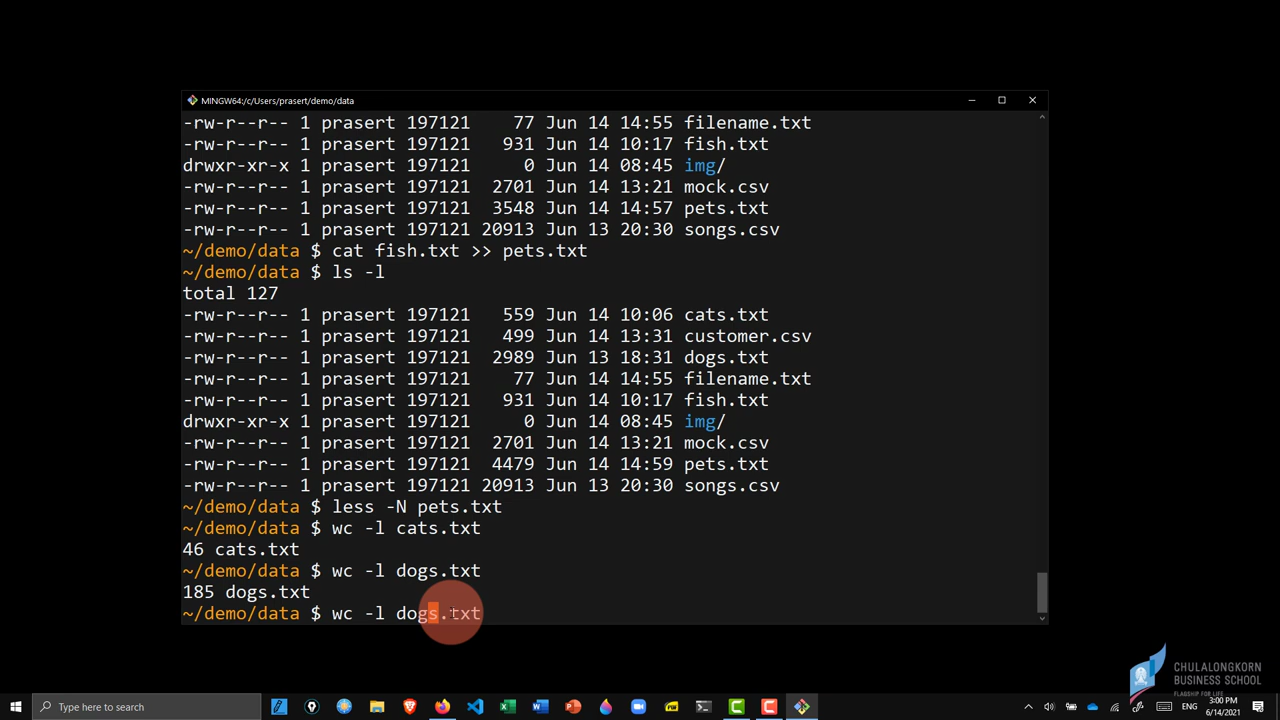 MINGW64:/c/Users/prasert/demo/data
-rw-r--r-- 1 prasert 197121    77 Jun 14 14:55 filename.txt
-rw-r--r-- 1 prasert 197121   931 Jun 14 10:17 fish.txt
drwxr-xr-x 1 prasert 197121     0 Jun 14 08:45 img/
-rw-r--r-- 1 prasert 197121  2701 Jun 14 13:21 mock.csv
-rw-r--r-- 1 prasert 197121  3548 Jun 14 14:57 pets.txt
-rw-r--r-- 1 prasert 197121 20913 Jun 13 20:30 songs.csv
~/demo/data $ cat fish.txt >> pets.txt
~/demo/data $ ls -l
total 127
-rw-r--r-- 1 prasert 197121   559 Jun 14 10:06 cats.txt
-rw-r--r-- 1 prasert 197121   499 Jun 14 13:31 customer.csv
-rw-r--r-- 1 prasert 197121  2989 Jun 13 18:31 dogs.txt
-rw-r--r-- 1 prasert 197121    77 Jun 14 14:55 filename.txt
-rw-r--r-- 1 prasert 197121   931 Jun 14 10:17 fish.txt
drwxr-xr-x 1 prasert 197121     0 Jun 14 08:45 img/
-rw-r--r-- 1 prasert 197121  2701 Jun 14 13:21 mock.csv
-rw-r--r-- 1 prasert 197121  4479 Jun 14 14:59 pets.txt
-rw-r--r-- 1 prasert 197121 20913 Jun 13 20:30 songs.csv
~/demo/data $ less -N pets.txt
~/demo/data $ wc -l cats.txt
46 cats.txt
~/demo/data $ wc -l dogs.txt
185 dogs.txt
~/demo/data $ wc -l dogs.txt
CHULALONGKORN
BUSINESS SCHOOL
FLAGSHIP FOR LIFE
Type here to search
ENG
3:00 PM
6/14/2021